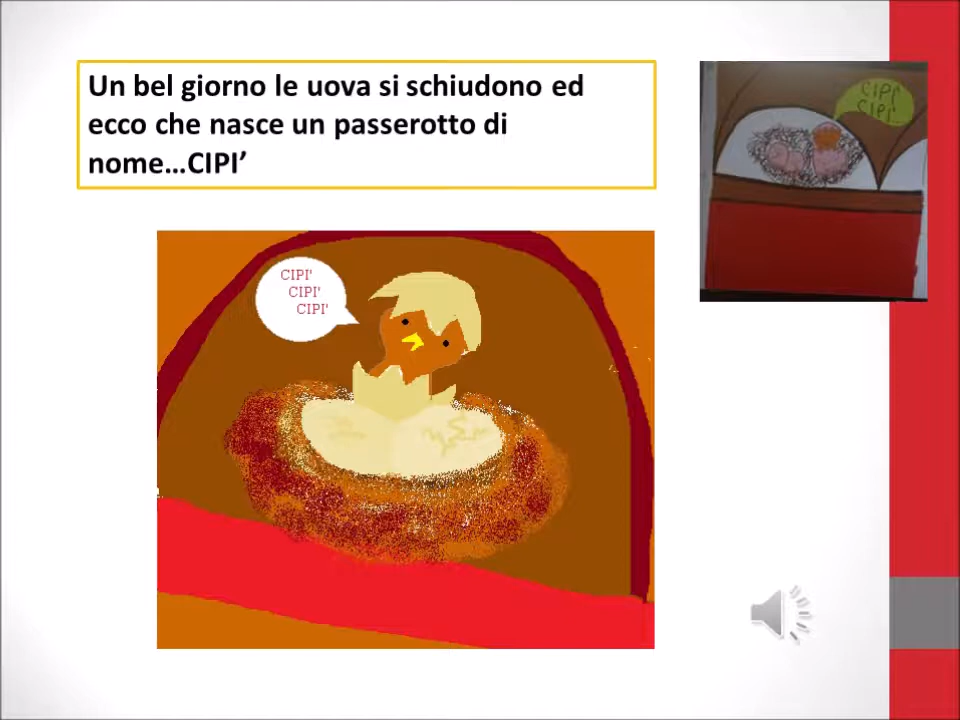 Un bel giorno le uova si schiudono ed
ecco che nasce un passerotto di
nome…CIPI’
CIPI'
CIPI'
CIPI'
CIPI'
CIPI'